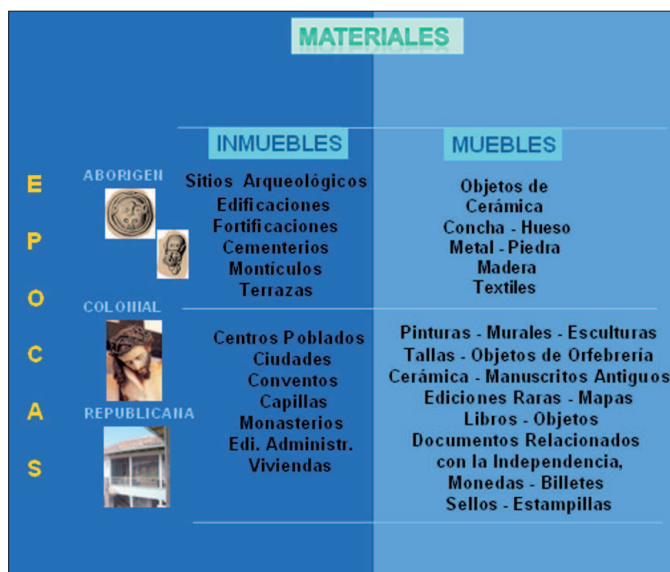 MATERIALES
INMUEBLES
MUEBLES
EPOCAS
ABORIGEN
Sitios Arqueológicos
Edificaciones
Fortificaciones
Cementerios
Montículos
Terrazas
Objetos de
Cerámica
Concha - Hueso
Metal - Piedra
Madera
Textiles
COLONIAL
REPUBLICANA
Centros Poblados
Ciudades
Conventos
Capillas
Monasterios
Edi. Administr.
Viviendas
Pinturas - Murales - Esculturas
Tallas - Objetos de Orfebrería
Cerámica - Manuscritos Antiguos
Ediciones Raras - Mapas
Libros - Objetos
Documentos Relacionados
con la Independencia,
Monedas - Billetes
Sellos - Estampillas